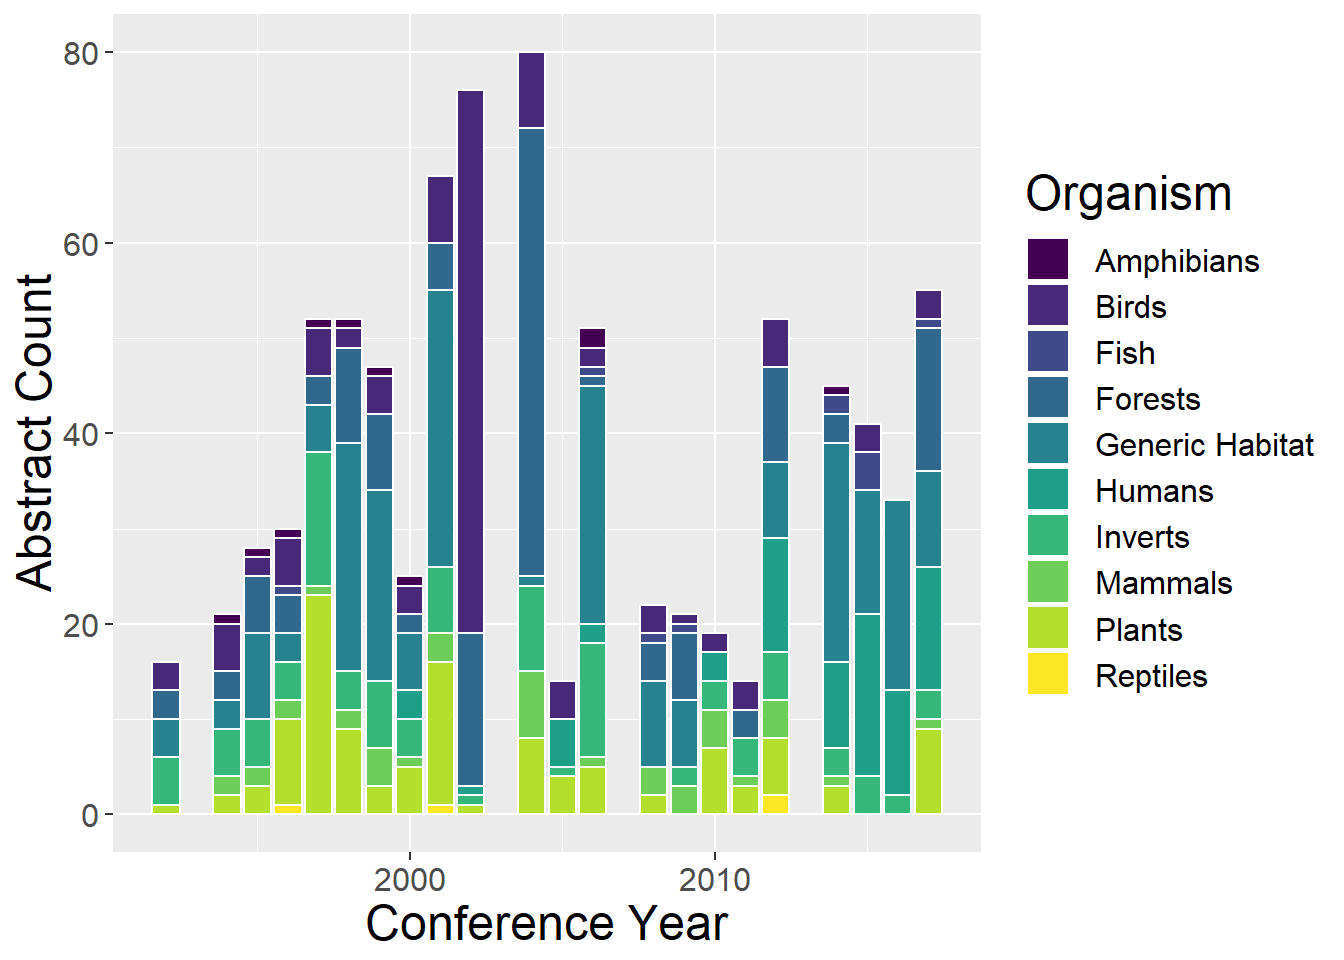 80
60
40
20
0
Abstract Count
2000
2010
Conference Year
Organism
Amphibians
Birds
Fish
Forests
Generic Habitat
Humans
Inverts
Mammals
Plants
Reptiles